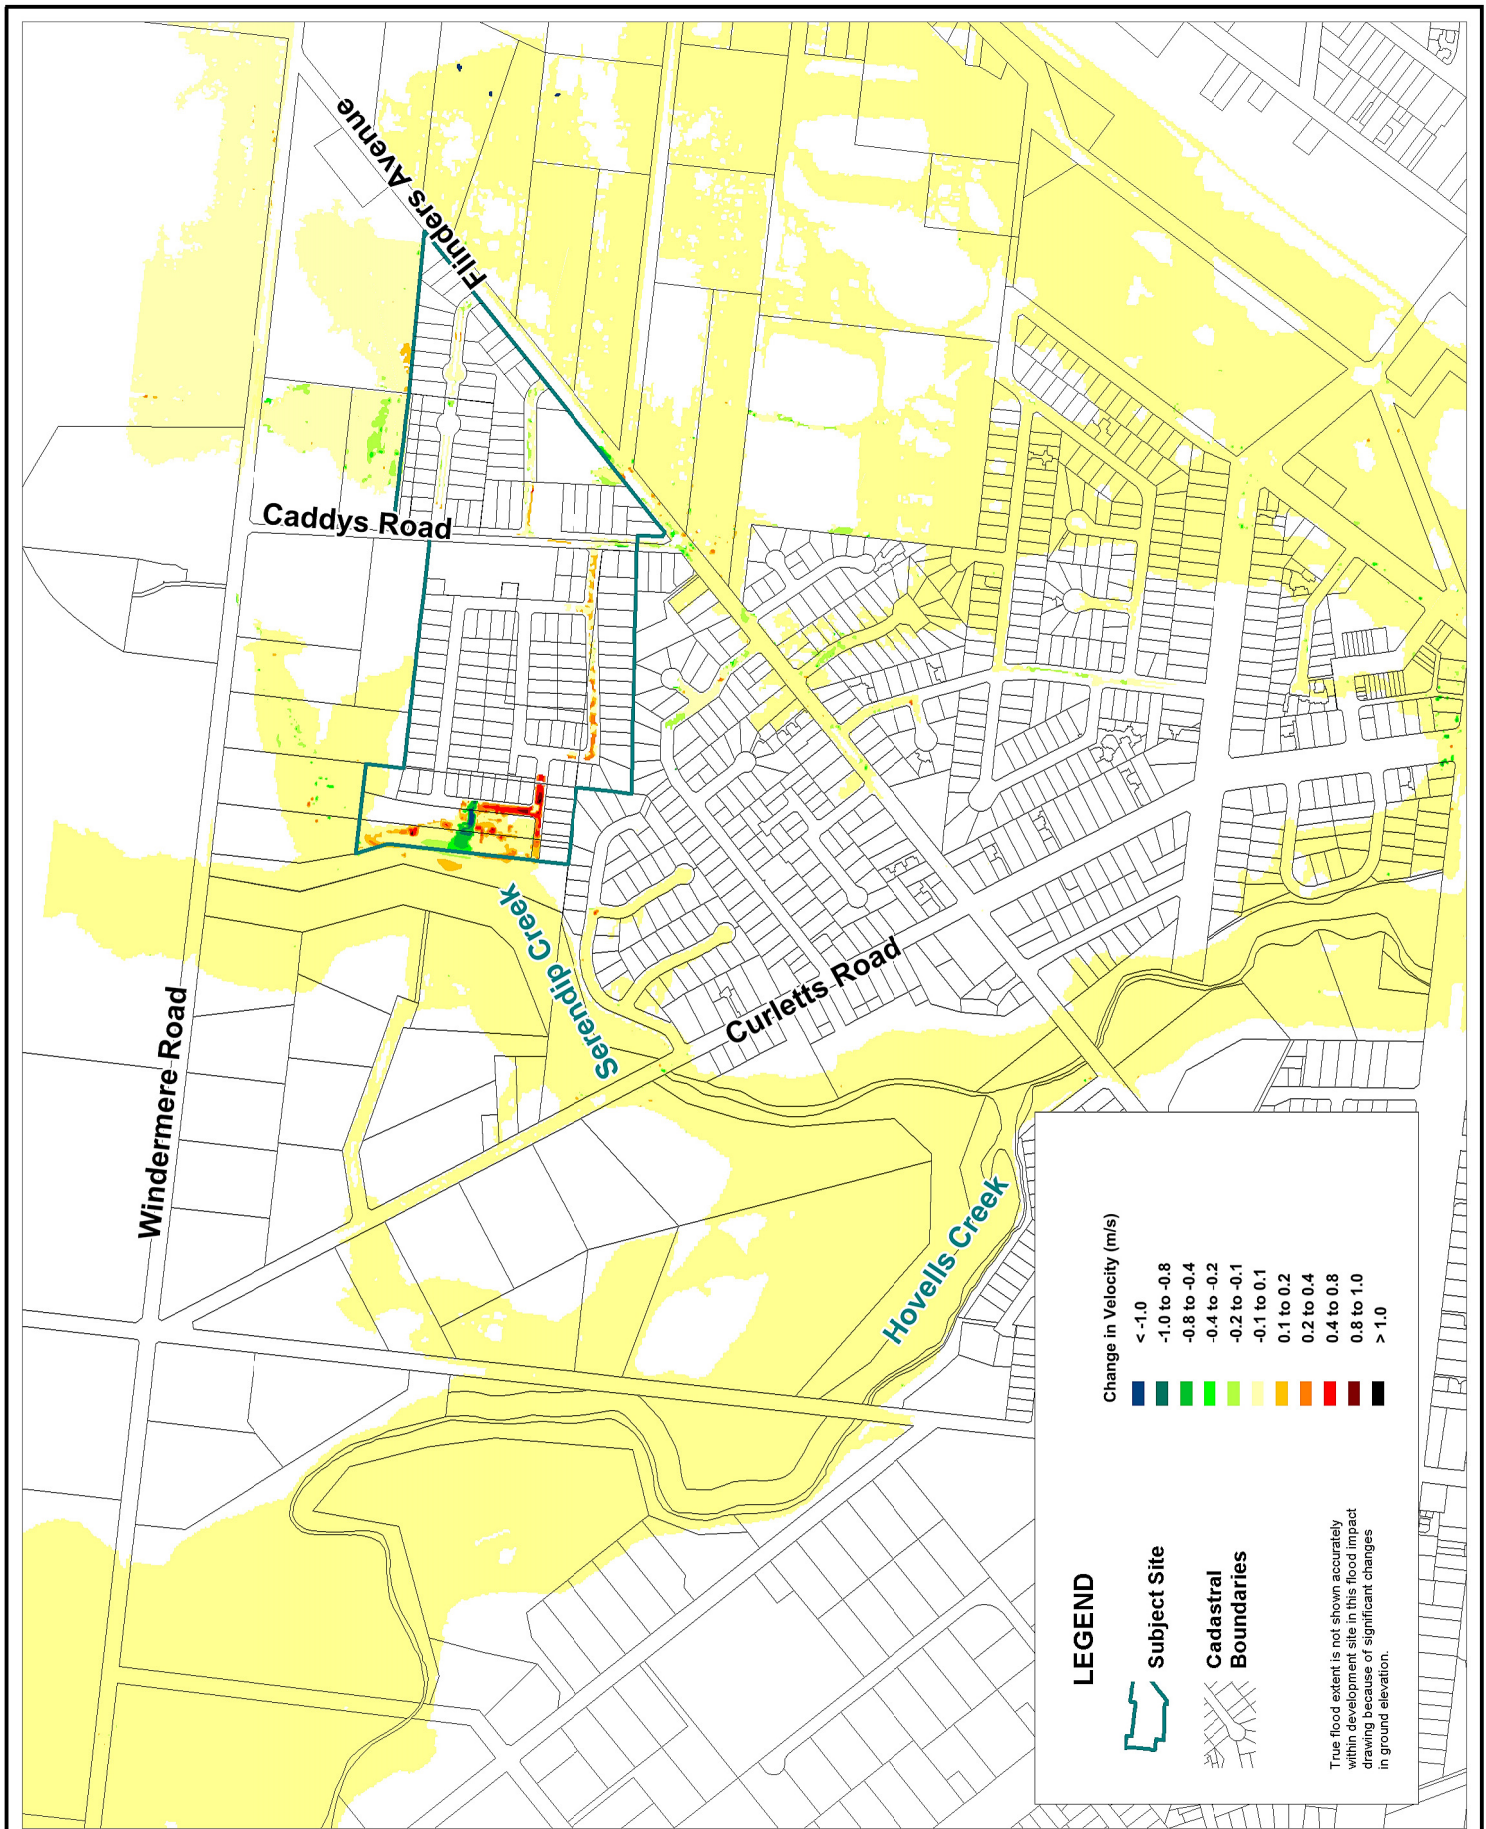 Flinders Avenue
Caddys Road
Serendip Creek
Windermere Road
Curletts Road
Hovells Creek
LEGEND
Subject Site
Cadastral
Boundaries
Change in Velocity (m/s)
< -1.0
-1.0 to -0.8
-0.8 to -0.4
-0.4 to -0.2
-0.2 to -0.1
-0.1 to 0.1
0.1 to 0.2
0.2 to 0.4
0.4 to 0.8
0.8 to 1.0
> 1.0
True flood extent is not shown accurately
within development site in this flood impact
drawing because of significant changes
in ground elevation.